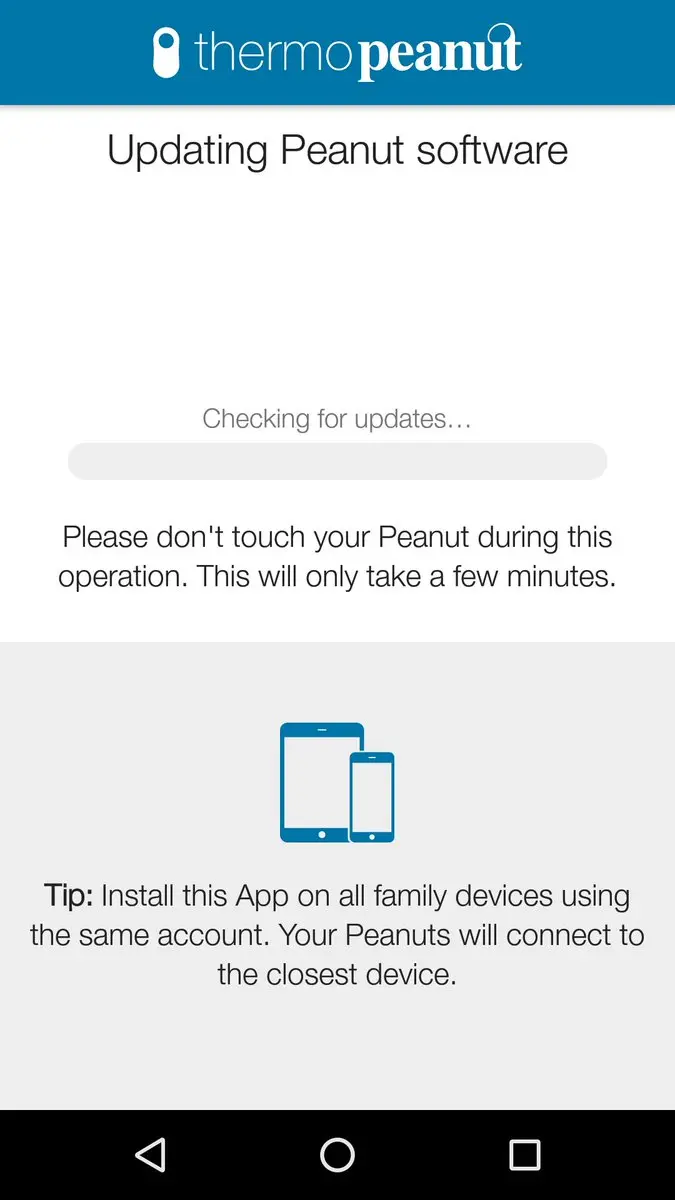 thermopeanut
Updating Peanut software
Checking for updates...
Please don't touch your Peanut during this
operation. This will only take a few minutes.
Tip: Install this App on all family devices using
the same account. Your Peanuts will connect to
the closest device.